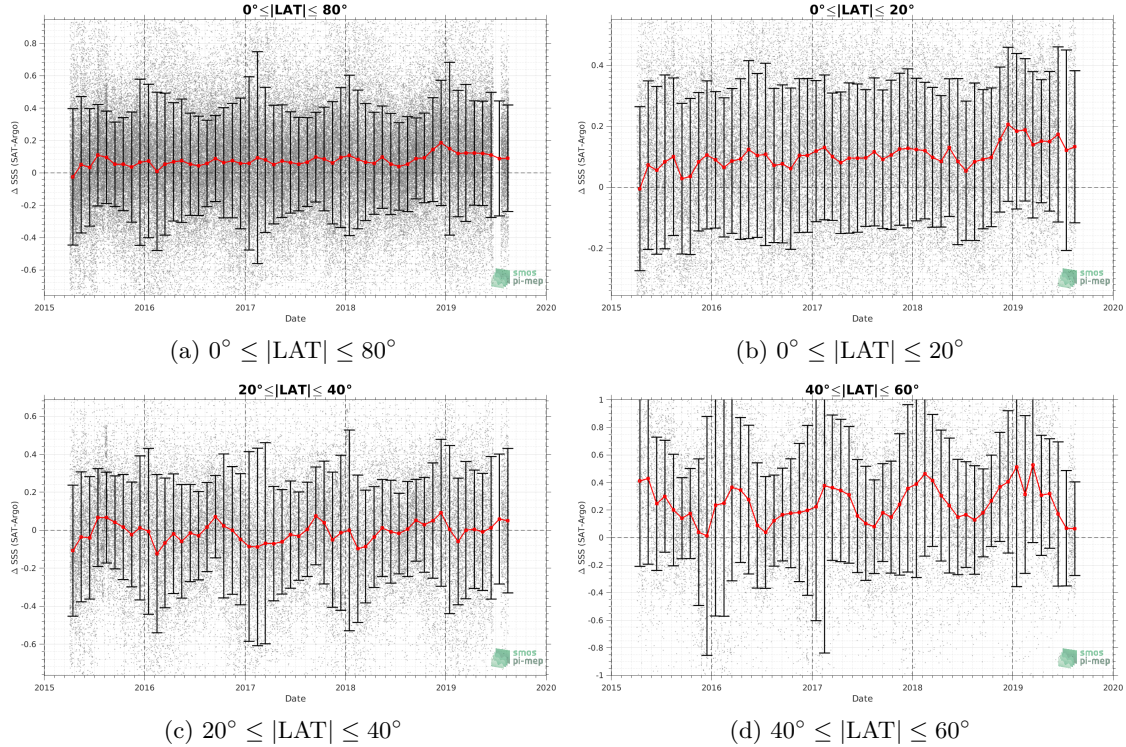 0°≤|LAT|≤ 80°
0.8
0.6
0.4
0.2
0
-0.2
-0.4
-0.6
Δ SSS (SAT-Argo)
smos
pi-mep
2015 2016 2017 2018 2019 2020
Date
(a) 0° ≤ |LAT| ≤ 80°
0°≤|LAT|≤ 20°
0.4
0.2
0
-0.2
Δ SSS (SAT-Argo)
smos
pi-mep
2015 2016 2017 2018 2019 2020
Date
(b) 0° ≤ |LAT| ≤ 20°
20°≤|LAT|≤ 40°
0.6
0.4
0.2
0
-0.2
-0.4
-0.6
Δ SSS (SAT-Argo)
smos
pi-mep
2015 2016 2017 2018 2019 2020
Date
(c) 20° ≤ |LAT| ≤ 40°
40°≤|LAT|≤ 60°
1
0.8
0.6
0.4
0.2
0
-0.2
-0.4
-0.6
-0.8
-1
Δ SSS (SAT-Argo)
smos
pi-mep
2015 2016 2017 2018 2019 2020
Date
(d) 40° ≤ |LAT| ≤ 60°